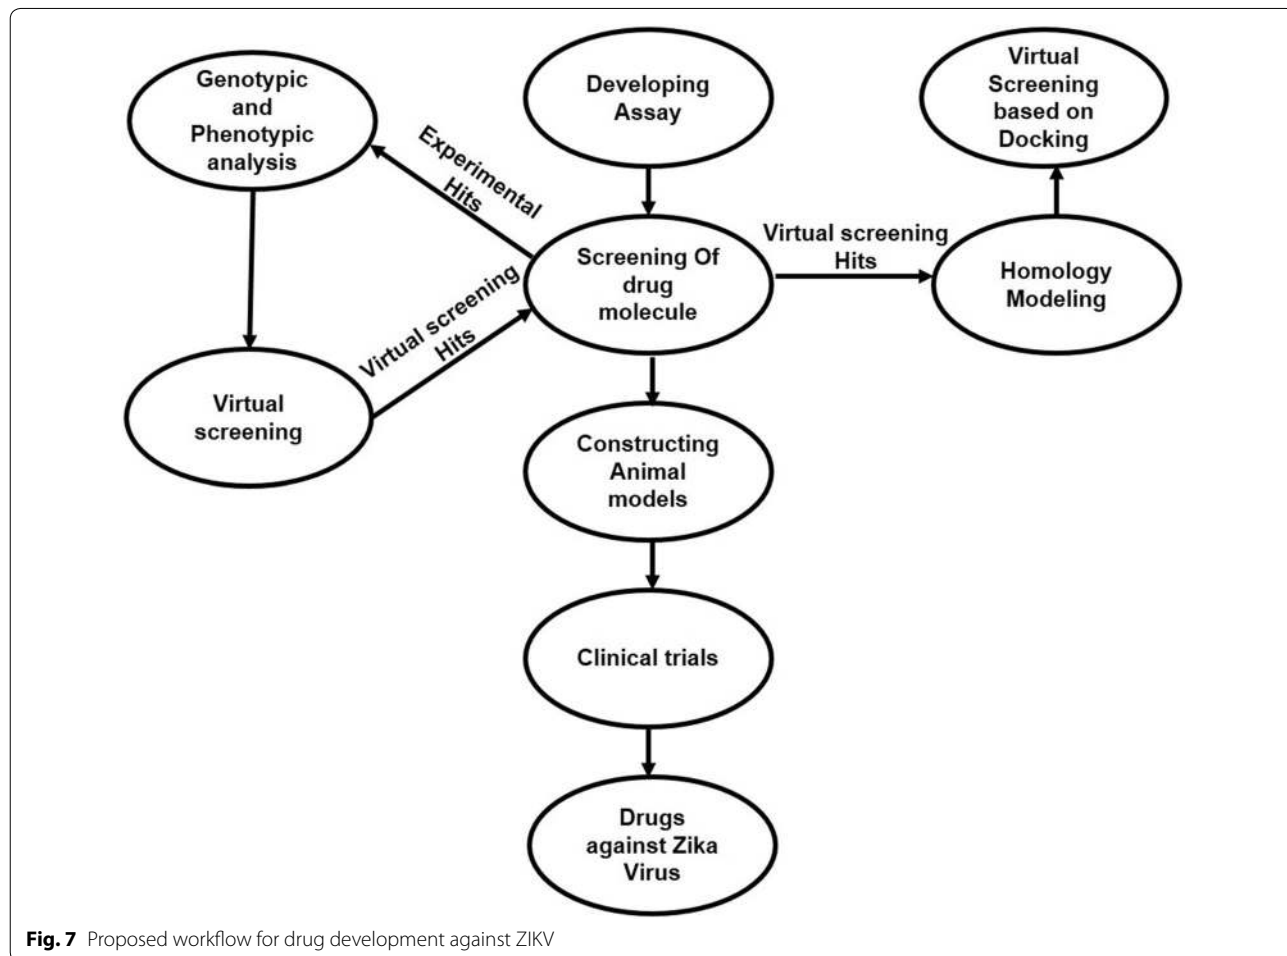 Genotypic
and
Phenotypic
analysis
Developing
Assay
Virtual
Screening
based on
Docking
Experimental
Hits
Screening Of
drug
molecule
Virtual screening
Hits
Homology
Modeling
Virtual screening
Hits
Virtual
screening
Constructing
Animal
models
Clinical trials
Drugs
against Zika
Virus
Fig. 7 Proposed workflow for drug development against ZIKV